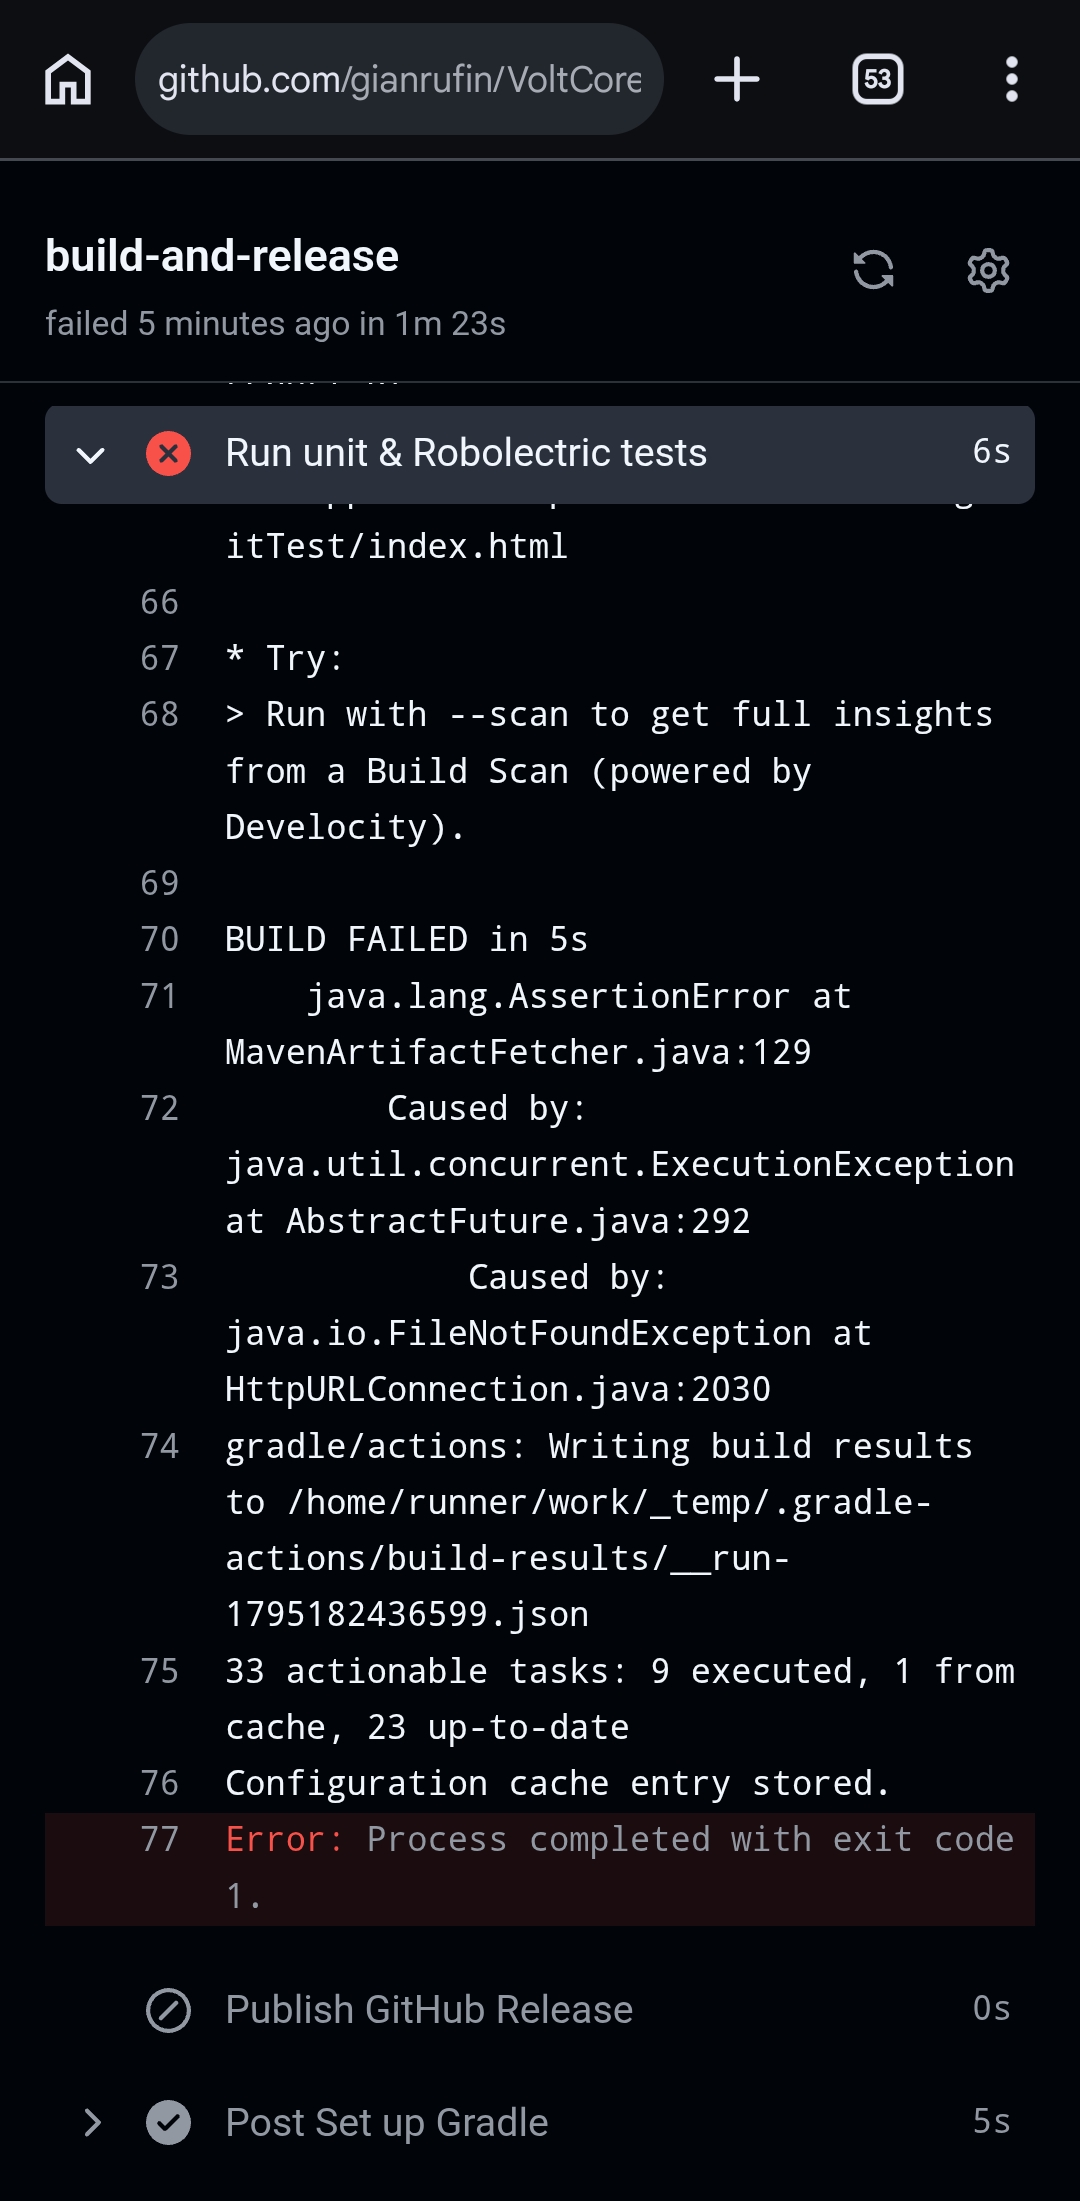 github.com/gianrufin/VoltCore
53
build-and-release
failed 5 minutes ago in 1m 23s
Run unit & Robolectric tests 6s
itTest/index.html
66
67 * Try:
68 > Run with --scan to get full insights
from a Build Scan (powered by
Develocity).
69
70 BUILD FAILED in 5s
71 java.lang.AssertionError at
MavenArtifactFetcher.java:129
72 Caused by:
java.util.concurrent.ExecutionException
at AbstractFuture.java:292
73 Caused by:
java.io.FileNotFoundException at
HttpURLConnection.java:2030
74 gradle/actions: Writing build results
to /home/runner/work/_temp/.gradle-
actions/build-results/__run-
1795182436599.json
75 33 actionable tasks: 9 executed, 1 from
cache, 23 up-to-date
76 Configuration cache entry stored.
77 Error: Process completed with exit code
1.
Publish GitHub Release 0s
Post Set up Gradle 5s